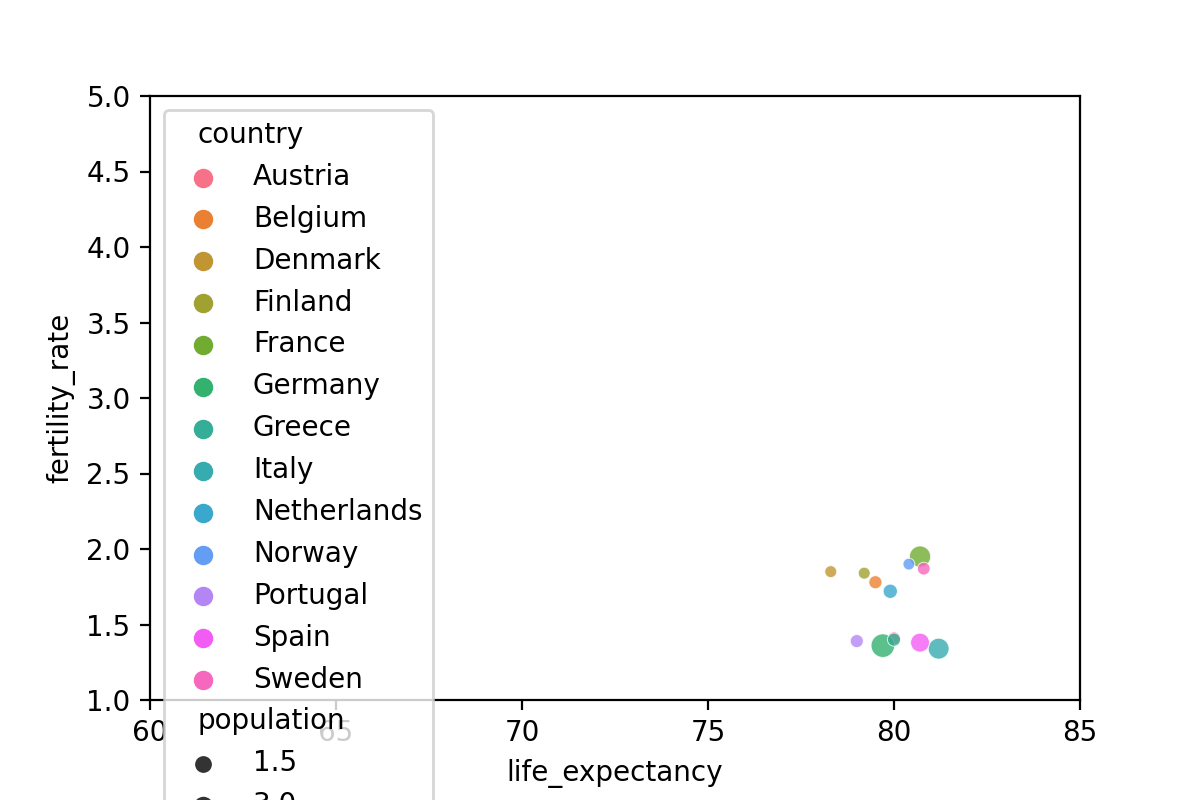 5.0
4.5
4.0
3.5
3.0
2.5
2.0
1.5
1.0
fertility_rate
country
Austria
Belgium
Denmark
Finland
France
Germany
Greece
Italy
Netherlands
Norway
Portugal
Spain
Sweden
population
1.5
3.0
60 65 70 75 80 85
life_expectancy